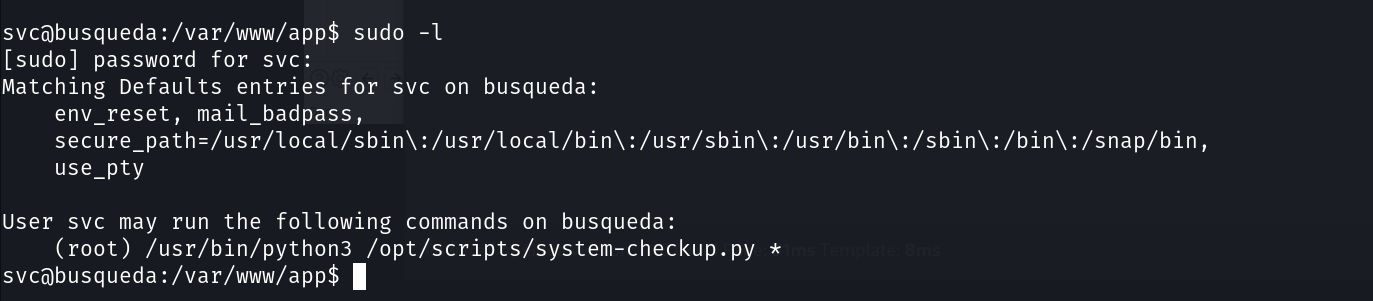 svc@busqueda:/var/www/app$ sudo -l
[sudo] password for svc:
Matching Defaults entries for svc on busqueda:
    env_reset, mail_badpass,
    secure_path=/usr/local/sbin\:/usr/local/bin\:/usr/sbin\:/usr/bin\:/sbin\:/bin\:/snap/bin,
    use_pty

User svc may run the following commands on busqueda:
    (root) /usr/bin/python3 /opt/scripts/system-checkup.py *
svc@busqueda:/var/www/app$